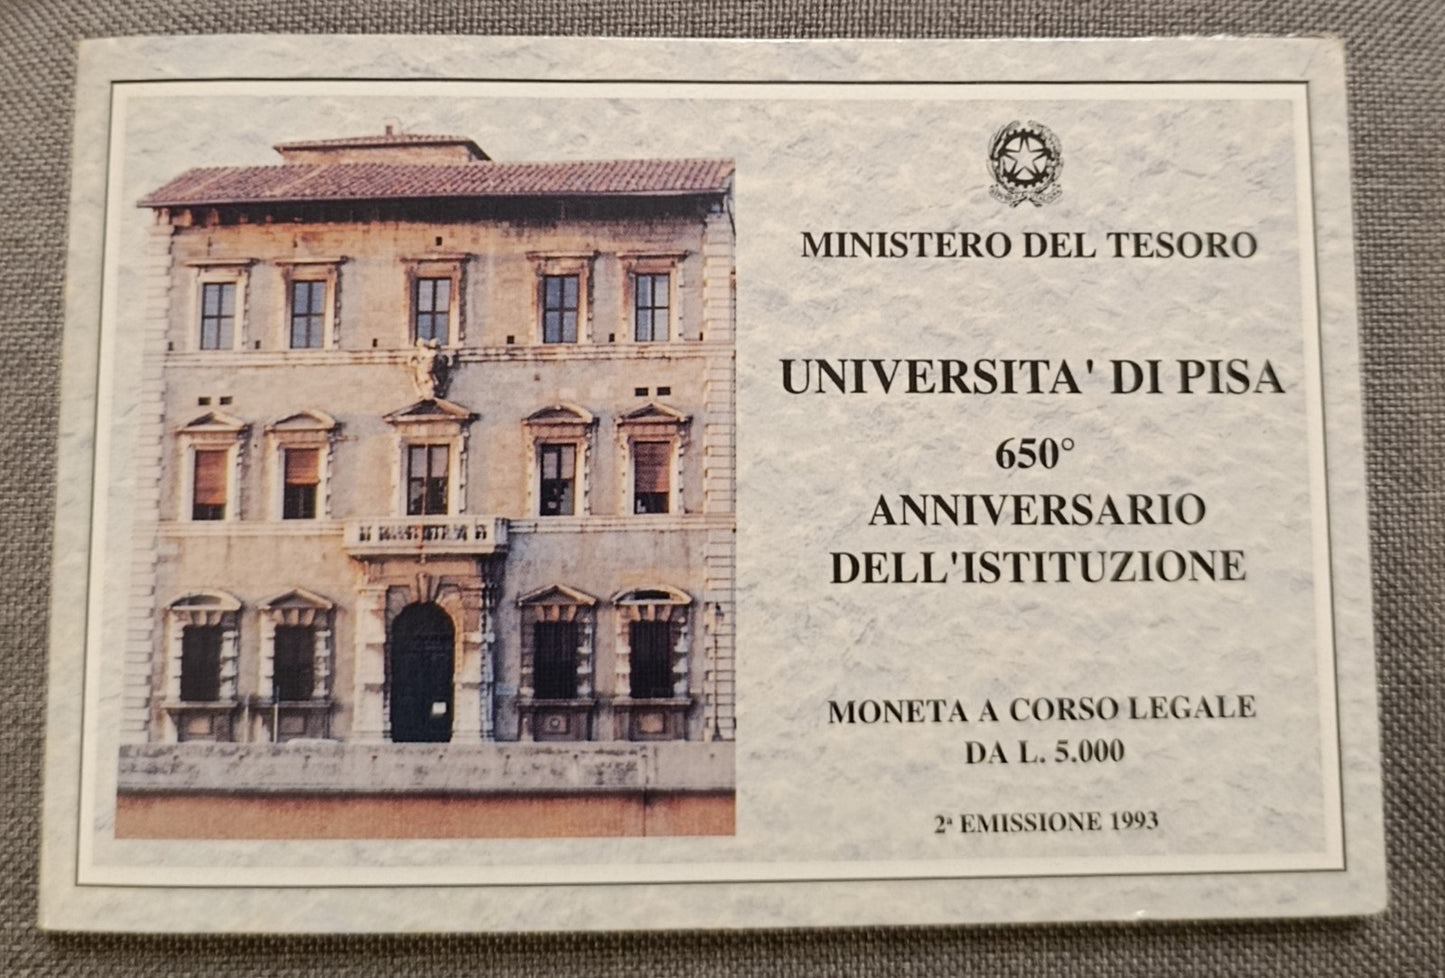 MINISTERO DEL TESORO
UNIVERSITA' DI PISA
650°
ANNIVERSARIO
DELL'ISTITUZIONE
MONETA A CORSO LEGALE
DA L. 5.000
2ª EMISSIONE 1993